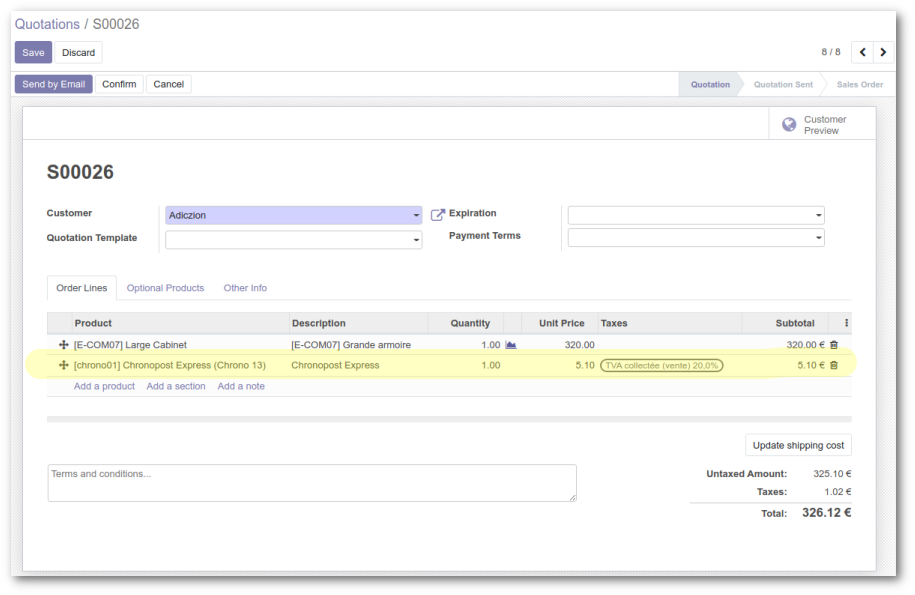 Quotations / S00026
Save Discard 8 / 8
Send by Email Confirm Cancel Quotation Quotation Sent Sales Order
Customer Preview
S00026
Customer Adiczion Expiration
Quotation Template Payment Terms
Order Lines Optional Products Other Info
Product Description Quantity Unit Price Taxes Subtotal
[E-COM07] Large Cabinet [E-COM07] Grande armoire 1.00 320.00 320.00 €
[chrono01] Chronopost Express (Chrono 13) Chronopost Express 1.00 5.10 TVA collectée (vente) 20,0% 5.10 €
Add a product Add a section Add a note
Update shipping cost
Terms and conditions...
Untaxed Amount: 325.10 €
Taxes: 1.02 €
Total: 326.12 €